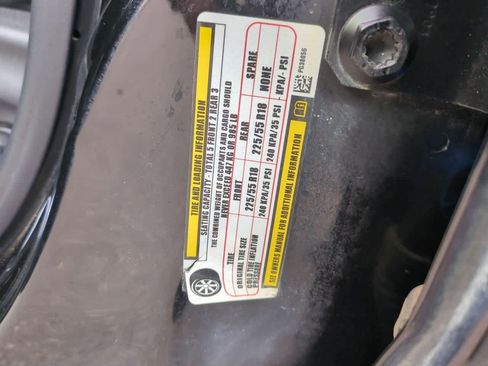 TIRE AND LOADING INFORMATION
SEATING CAPACITY - TOTAL 5 FRONT 2 REAR 3
THE COMBINED WEIGHT OF OCCUPANTS AND CARGO SHOULD
NEVER EXCEED 447 KG OR 985 LB
TIRE FRONT REAR SPARE
ORIGINAL TIRE SIZE 225/55 R18 225/55 R18 NONE
COLD TIRE INFLATION PRESSURE 240 KPA/35 PSI 240 KPA/35 PSI - KPA/- PSI
SEE OWNERS MANUAL FOR ADDITIONAL INFORMATION